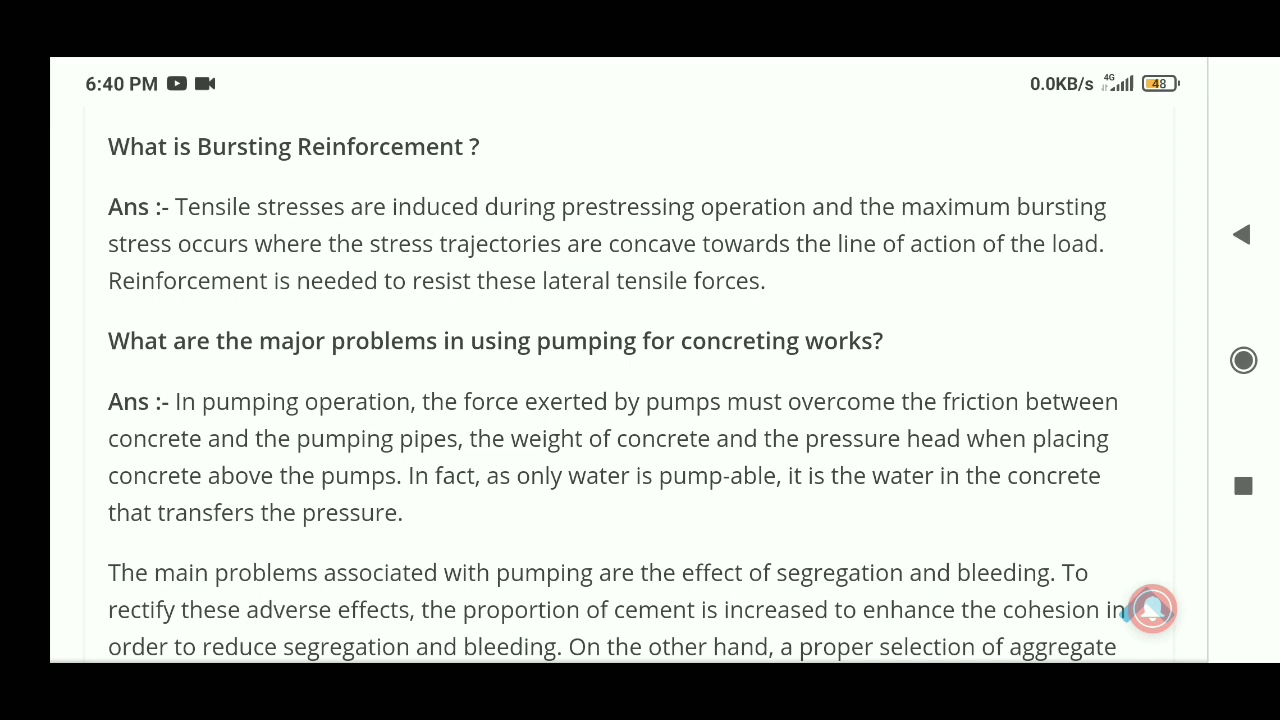 6:40 PM
0.0KB/s 4G 48
What is Bursting Reinforcement ?
Ans :- Tensile stresses are induced during prestressing operation and the maximum bursting
stress occurs where the stress trajectories are concave towards the line of action of the load.
Reinforcement is needed to resist these lateral tensile forces.
What are the major problems in using pumping for concreting works?
Ans :- In pumping operation, the force exerted by pumps must overcome the friction between
concrete and the pumping pipes, the weight of concrete and the pressure head when placing
concrete above the pumps. In fact, as only water is pump-able, it is the water in the concrete
that transfers the pressure.
The main problems associated with pumping are the effect of segregation and bleeding. To
rectify these adverse effects, the proportion of cement is increased to enhance the cohesion in
order to reduce segregation and bleeding. On the other hand, a proper selection of aggregate